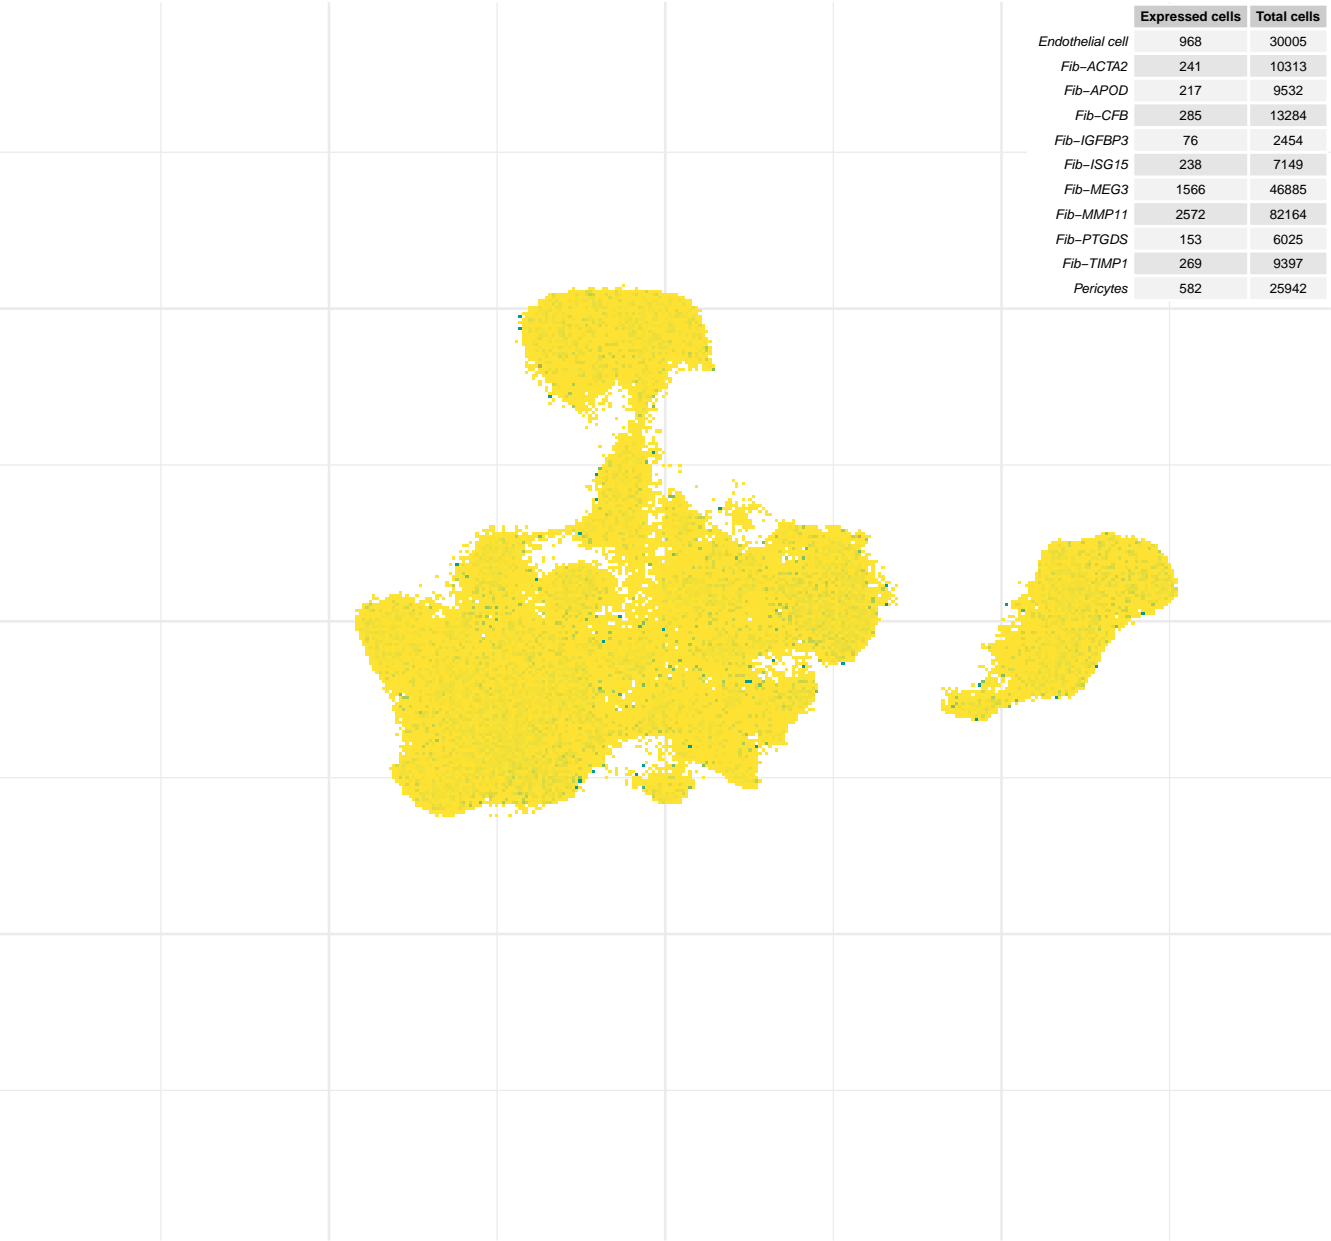 Expressed cells Total cells
Endothelial cell 968 30005
Fib−ACTA2 241 10313
Fib−APOD 217 9532
Fib−CFB 285 13284
Fib−IGFBP3 76 2454
Fib−ISG15 238 7149
Fib−MEG3 1566 46885
Fib−MMP11 2572 82164
Fib−PTGDS 153 6025
Fib−TIMP1 269 9397
Pericytes 582 25942